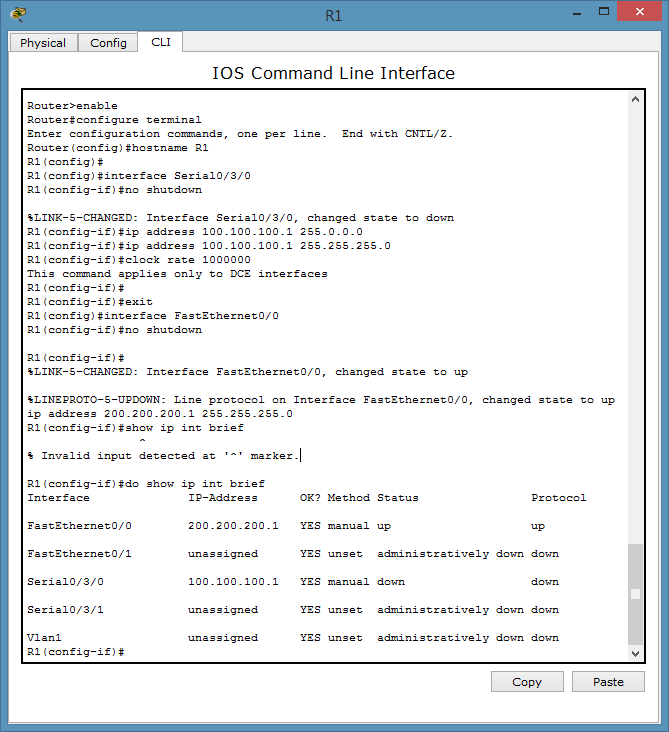 R1
Physical Config CLI
IOS Command Line Interface
Router>enable
Router#configure terminal
Enter configuration commands, one per line.  End with CNTL/Z.
Router(config)#hostname R1
R1(config)#
R1(config)#interface Serial0/3/0
R1(config-if)#no shutdown
%LINK-5-CHANGED: Interface Serial0/3/0, changed state to down
R1(config-if)#ip address 100.100.100.1 255.0.0.0
R1(config-if)#ip address 100.100.100.1 255.255.255.0
R1(config-if)#clock rate 1000000
This command applies only to DCE interfaces
R1(config-if)#
R1(config-if)#exit
R1(config)#interface FastEthernet0/0
R1(config-if)#no shutdown
R1(config-if)#
%LINK-5-CHANGED: Interface FastEthernet0/0, changed state to up
%LINEPROTO-5-UPDOWN: Line protocol on Interface FastEthernet0/0, changed state to up
ip address 200.200.200.1 255.255.255.0
R1(config-if)#show ip int brief
^
% Invalid input detected at '^' marker.
R1(config-if)#do show ip int brief
Interface              IP-Address      OK? Method Status                Protocol
FastEthernet0/0        200.200.200.1   YES manual up                    up
FastEthernet0/1        unassigned      YES unset  administratively down down
Serial0/3/0            100.100.100.1   YES manual down                  down
Serial0/3/1            unassigned      YES unset  administratively down down
Vlan1                  unassigned      YES unset  administratively down down
R1(config-if)#
Copy Paste